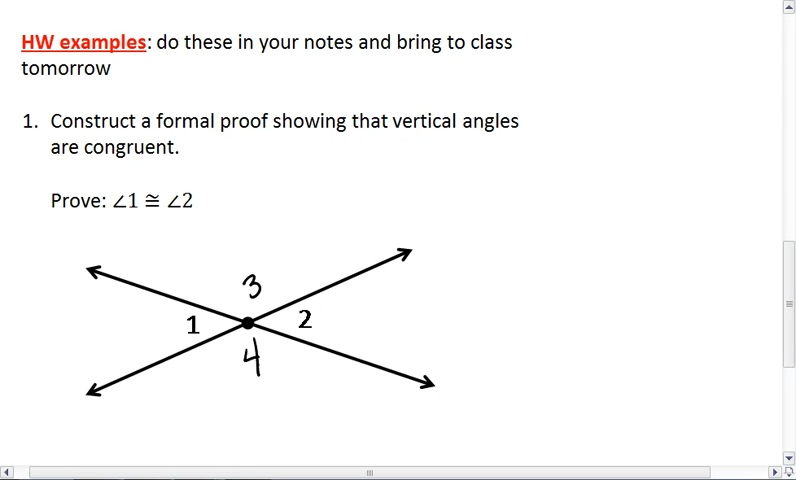 HW examples: do these in your notes and bring to class
tomorrow
1. Construct a formal proof showing that vertical angles
are congruent.
Prove: ∠1 ≅ ∠2
3
1
2
4